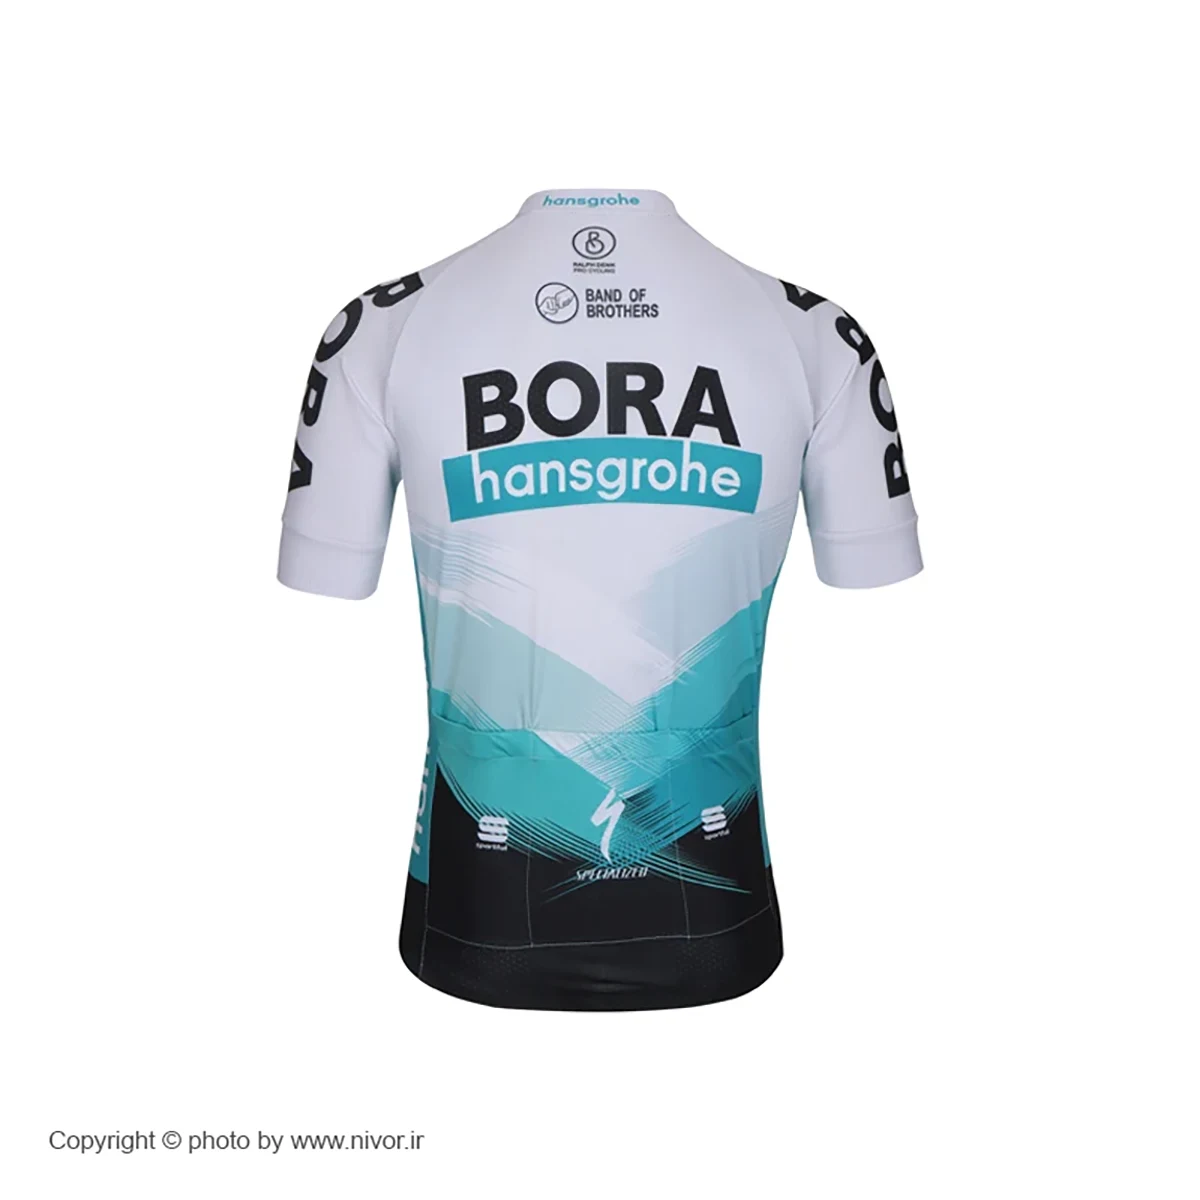 hansgrohe
RALPH DENK
PRO CYCLING
BAND OF
BROTHERS
BORA
BORA
BORA
hansgrohe
sportful
SPECIALIZED
sportful
Copyright © photo by www.nivor.ir